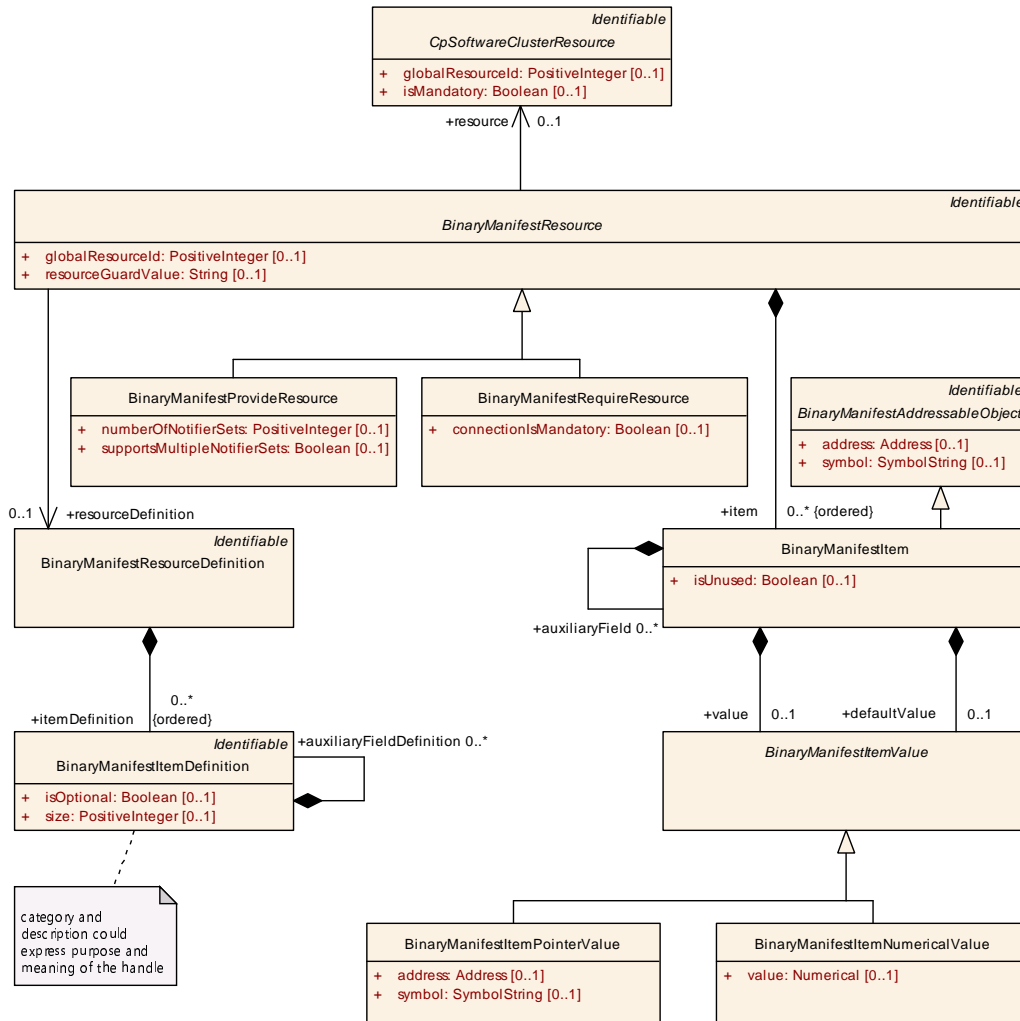 Identifiable
CpSoftwareClusterResource
+ globalResourceId: PositiveInteger [0..1]
+ isMandatory: Boolean [0..1]
+resource 0..1
Identifiable
BinaryManifestResource
+ globalResourceId: PositiveInteger [0..1]
+ resourceGuardValue: String [0..1]
BinaryManifestProvideResource
+ numberOfNotifierSets: PositiveInteger [0..1]
+ supportsMultipleNotifierSets: Boolean [0..1]
BinaryManifestRequireResource
+ connectionIsMandatory: Boolean [0..1]
Identifiable
BinaryManifestAddressableObject
+ address: Address [0..1]
+ symbol: SymbolString [0..1]
0..1 +resourceDefinition
+item 0..* {ordered}
Identifiable
BinaryManifestResourceDefinition
BinaryManifestItem
+ isUnused: Boolean [0..1]
+auxiliaryField 0..*
0..*
+itemDefinition {ordered}
+value 0..1
+defaultValue 0..1
Identifiable
BinaryManifestItemDefinition
+ isOptional: Boolean [0..1]
+ size: PositiveInteger [0..1]
+auxiliaryFieldDefinition 0..*
BinaryManifestItemValue
category and
description could
express purpose and
meaning of the handle
BinaryManifestItemPointerValue
+ address: Address [0..1]
+ symbol: SymbolString [0..1]
BinaryManifestItemNumericalValue
+ value: Numerical [0..1]